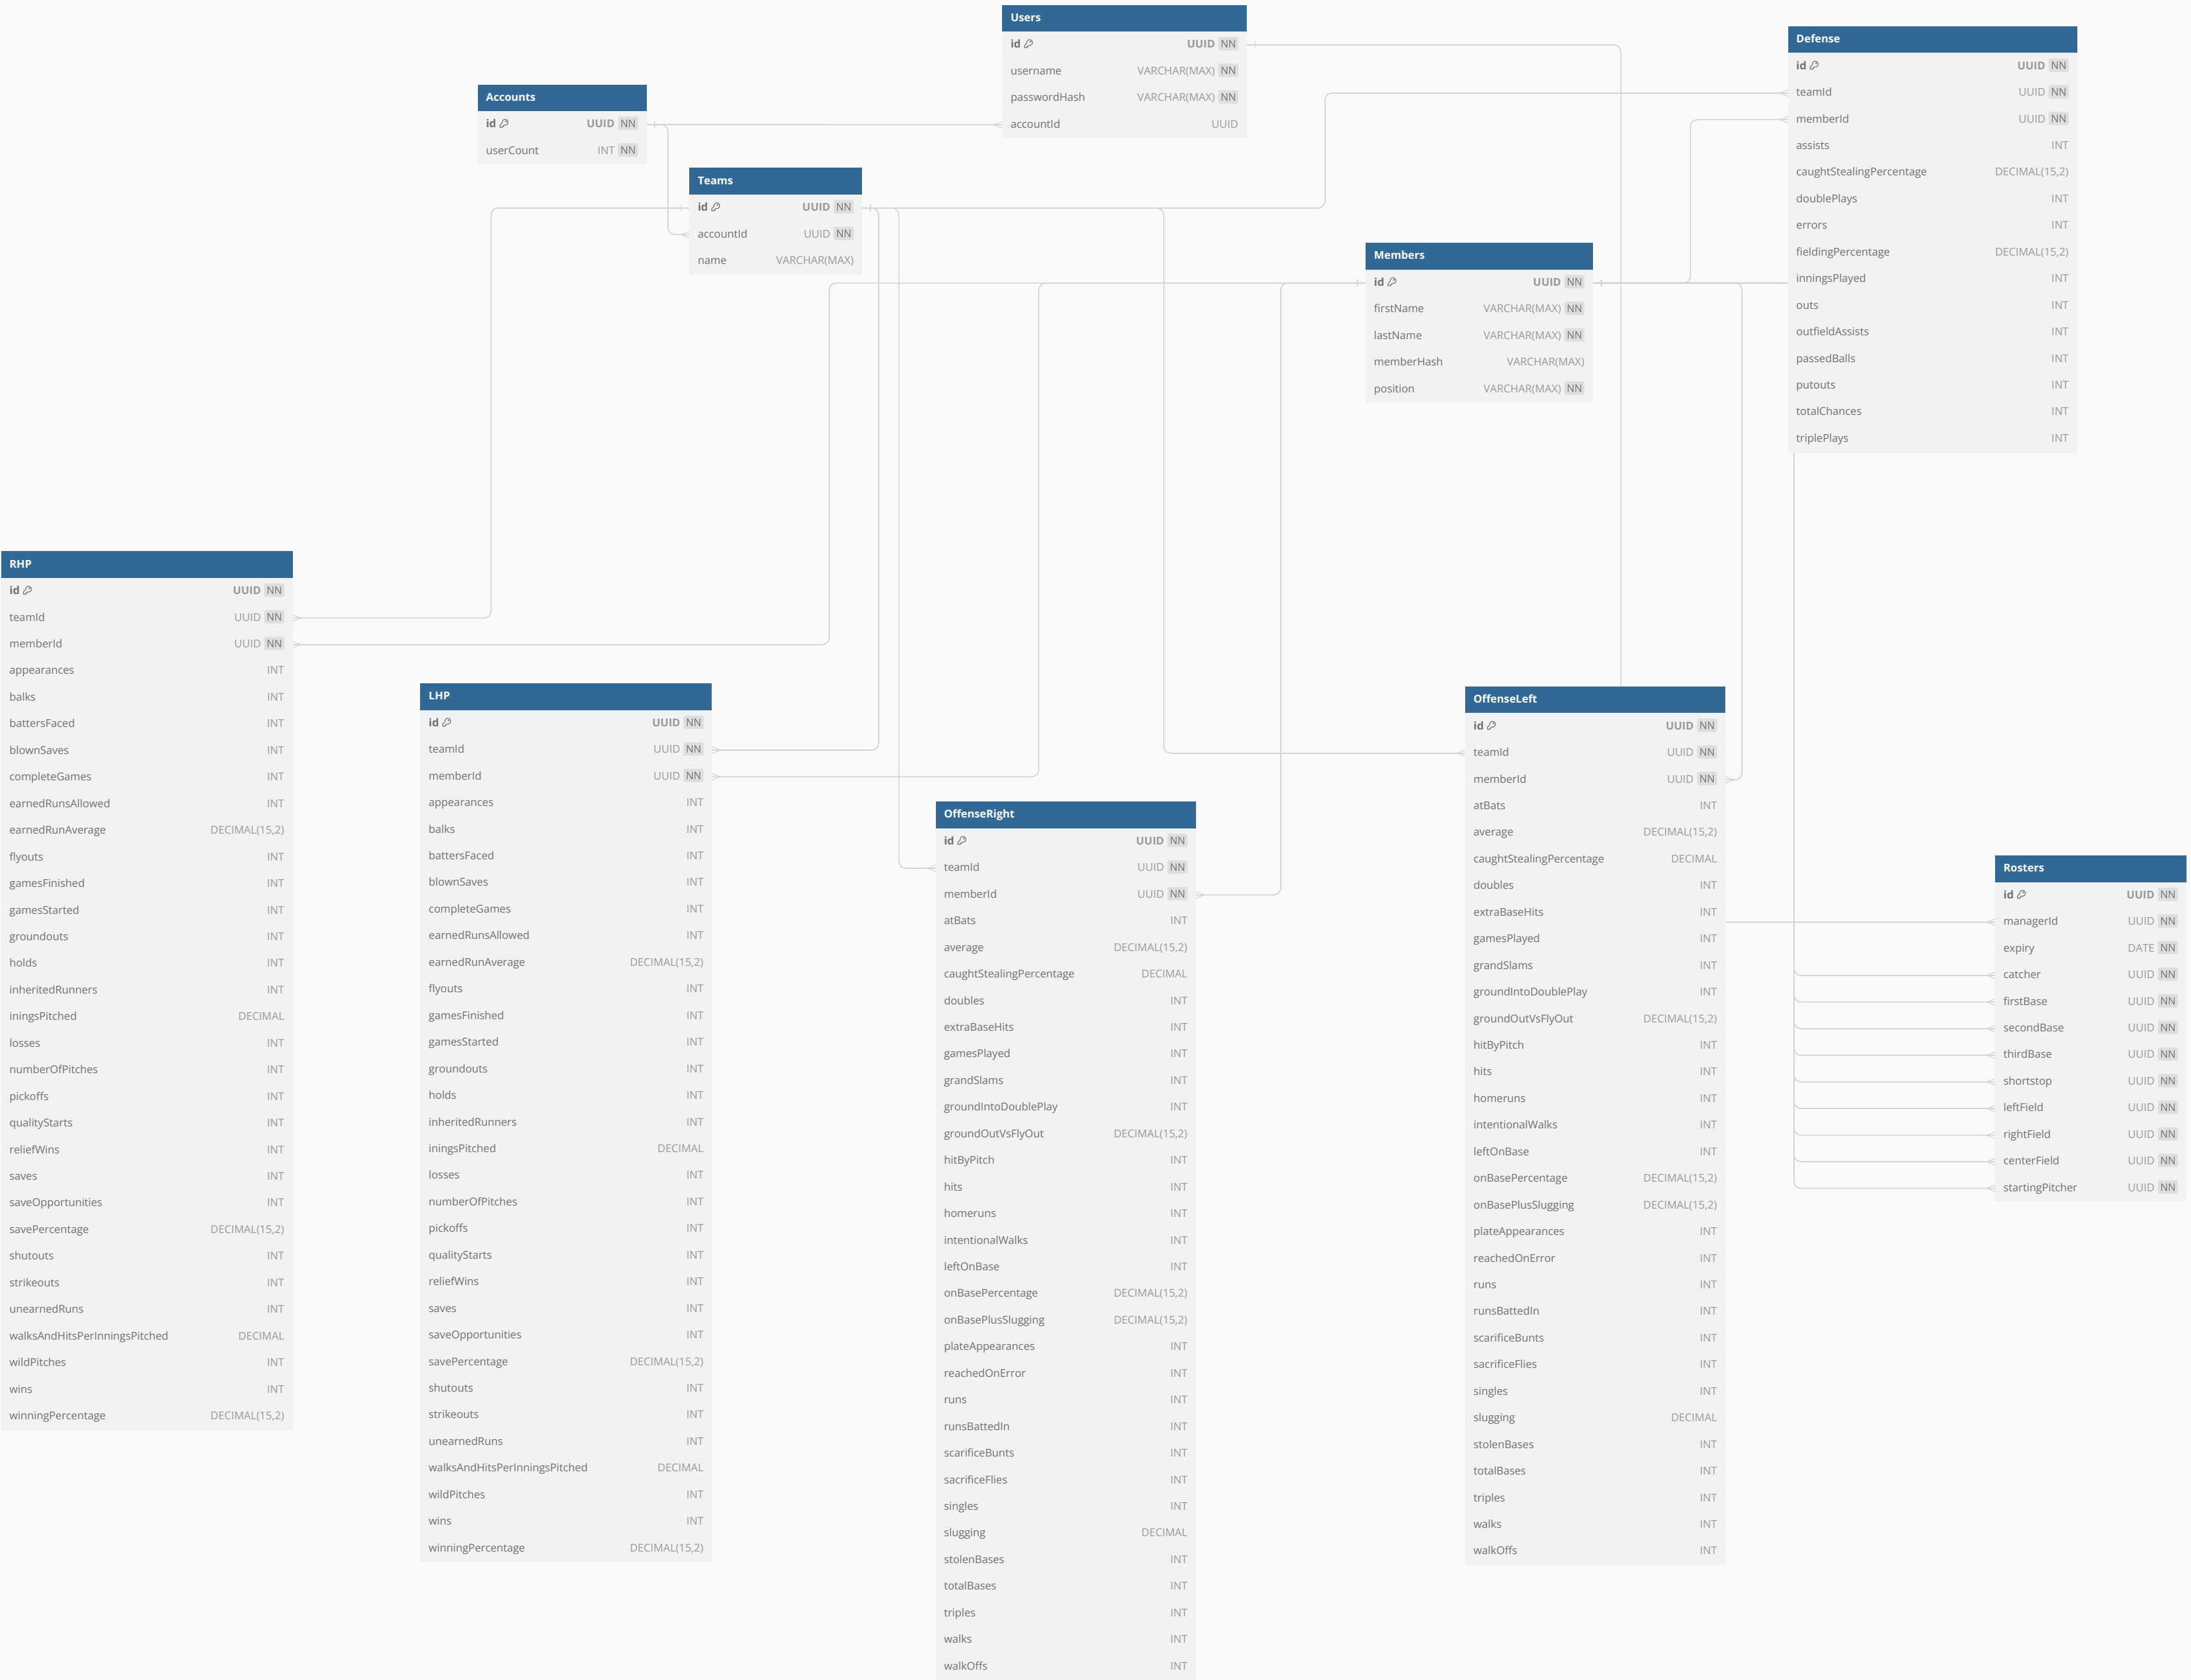 Users
id UUID NN
username VARCHAR(MAX) NN
passwordHash VARCHAR(MAX) NN
accountId UUID
Defense
id UUID NN
teamId UUID NN
memberId UUID NN
assists INT
caughtStealingPercentage DECIMAL(15,2)
doublePlays INT
errors INT
fieldingPercentage DECIMAL(15,2)
inningsPlayed INT
outs INT
outfieldAssists INT
passedBalls INT
putouts INT
totalChances INT
triplePlays INT
Accounts
id UUID NN
userCount INT NN
Teams
id UUID NN
accountId UUID NN
name VARCHAR(MAX)
Members
id UUID NN
firstName VARCHAR(MAX) NN
lastName VARCHAR(MAX) NN
memberHash VARCHAR(MAX)
position VARCHAR(MAX) NN
RHP
id UUID NN
teamId UUID NN
memberId UUID NN
appearances INT
balks INT
battersFaced INT
blownSaves INT
completeGames INT
earnedRunsAllowed INT
earnedRunAverage DECIMAL(15,2)
flyouts INT
gamesFinished INT
gamesStarted INT
groundouts INT
holds INT
inheritedRunners INT
iningsPitched DECIMAL
losses INT
numberOfPitches INT
pickoffs INT
qualityStarts INT
reliefWins INT
saves INT
saveOpportunities INT
savePercentage DECIMAL(15,2)
shutouts INT
strikeouts INT
unearnedRuns INT
walksAndHitsPerInningsPitched DECIMAL
wildPitches INT
wins INT
winningPercentage DECIMAL(15,2)
LHP
id UUID NN
teamId UUID NN
memberId UUID NN
appearances INT
balks INT
battersFaced INT
blownSaves INT
completeGames INT
earnedRunsAllowed INT
earnedRunAverage DECIMAL(15,2)
flyouts INT
gamesFinished INT
gamesStarted INT
groundouts INT
holds INT
inheritedRunners INT
iningsPitched DECIMAL
losses INT
numberOfPitches INT
pickoffs INT
qualityStarts INT
reliefWins INT
saves INT
saveOpportunities INT
savePercentage DECIMAL(15,2)
shutouts INT
strikeouts INT
unearnedRuns INT
walksAndHitsPerInningsPitched DECIMAL
wildPitches INT
wins INT
winningPercentage DECIMAL(15,2)
OffenseRight
id UUID NN
teamId UUID NN
memberId UUID NN
atBats INT
average DECIMAL(15,2)
caughtStealingPercentage DECIMAL
doubles INT
extraBaseHits INT
gamesPlayed INT
grandSlams INT
groundIntoDoublePlay INT
groundOutVsFlyOut DECIMAL(15,2)
hitByPitch INT
hits INT
homeruns INT
intentionalWalks INT
leftOnBase INT
onBasePercentage DECIMAL(15,2)
onBasePlusSlugging DECIMAL(15,2)
plateAppearances INT
reachedOnError INT
runs INT
runsBattedIn INT
scarificeBunts INT
sacrificeFlies INT
singles INT
slugging DECIMAL
stolenBases INT
totalBases INT
triples INT
walks INT
walkOffs INT
OffenseLeft
id UUID NN
teamId UUID NN
memberId UUID NN
atBats INT
average DECIMAL(15,2)
caughtStealingPercentage DECIMAL
doubles INT
extraBaseHits INT
gamesPlayed INT
grandSlams INT
groundIntoDoublePlay INT
groundOutVsFlyOut DECIMAL(15,2)
hitByPitch INT
hits INT
homeruns INT
intentionalWalks INT
leftOnBase INT
onBasePercentage DECIMAL(15,2)
onBasePlusSlugging DECIMAL(15,2)
plateAppearances INT
reachedOnError INT
runs INT
runsBattedIn INT
scarificeBunts INT
sacrificeFlies INT
singles INT
slugging DECIMAL
stolenBases INT
totalBases INT
triples INT
walks INT
walkOffs INT
Rosters
id UUID NN
managerId UUID NN
expiry DATE NN
catcher UUID NN
firstBase UUID NN
secondBase UUID NN
thirdBase UUID NN
shortstop UUID NN
leftField UUID NN
rightField UUID NN
centerField UUID NN
startingPitcher UUID NN